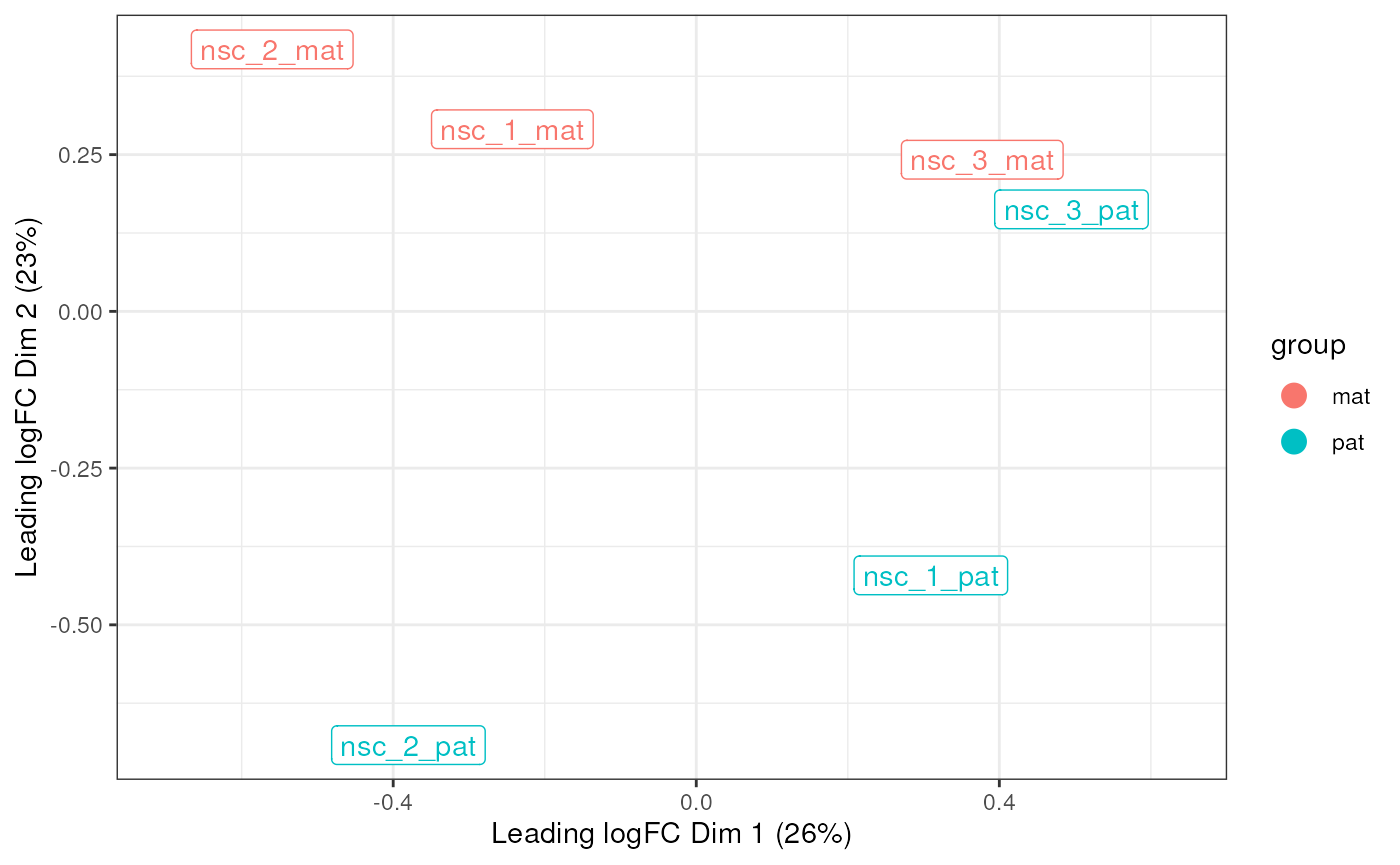 nsc_2_mat
nsc_1_mat
nsc_3_mat
nsc_3_pat
nsc_1_pat
nsc_2_pat
0.25
0.00
-0.25
-0.50
-0.4
0.0
0.4
Leading logFC Dim 1 (26%)
Leading logFC Dim 2 (23%)
group
mat
pat